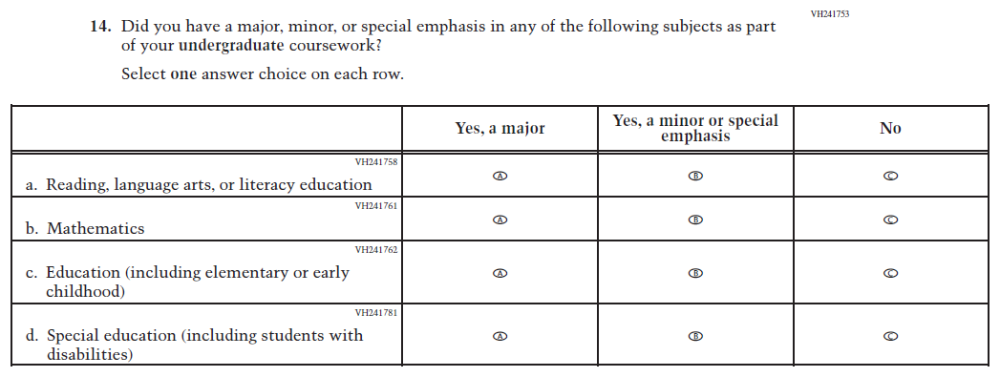 VH241753
14. Did you have a major, minor, or special emphasis in any of the following subjects as part
of your undergraduate coursework?
Select one answer choice on each row.
Yes, a major
Yes, a minor or special
emphasis
No
VH241758
a. Reading, language arts, or literacy education
A B C
VH241761
b. Mathematics
A B C
VH241762
c. Education (including elementary or early
childhood)
A B C
VH241781
d. Special education (including students with
disabilities)
A B C